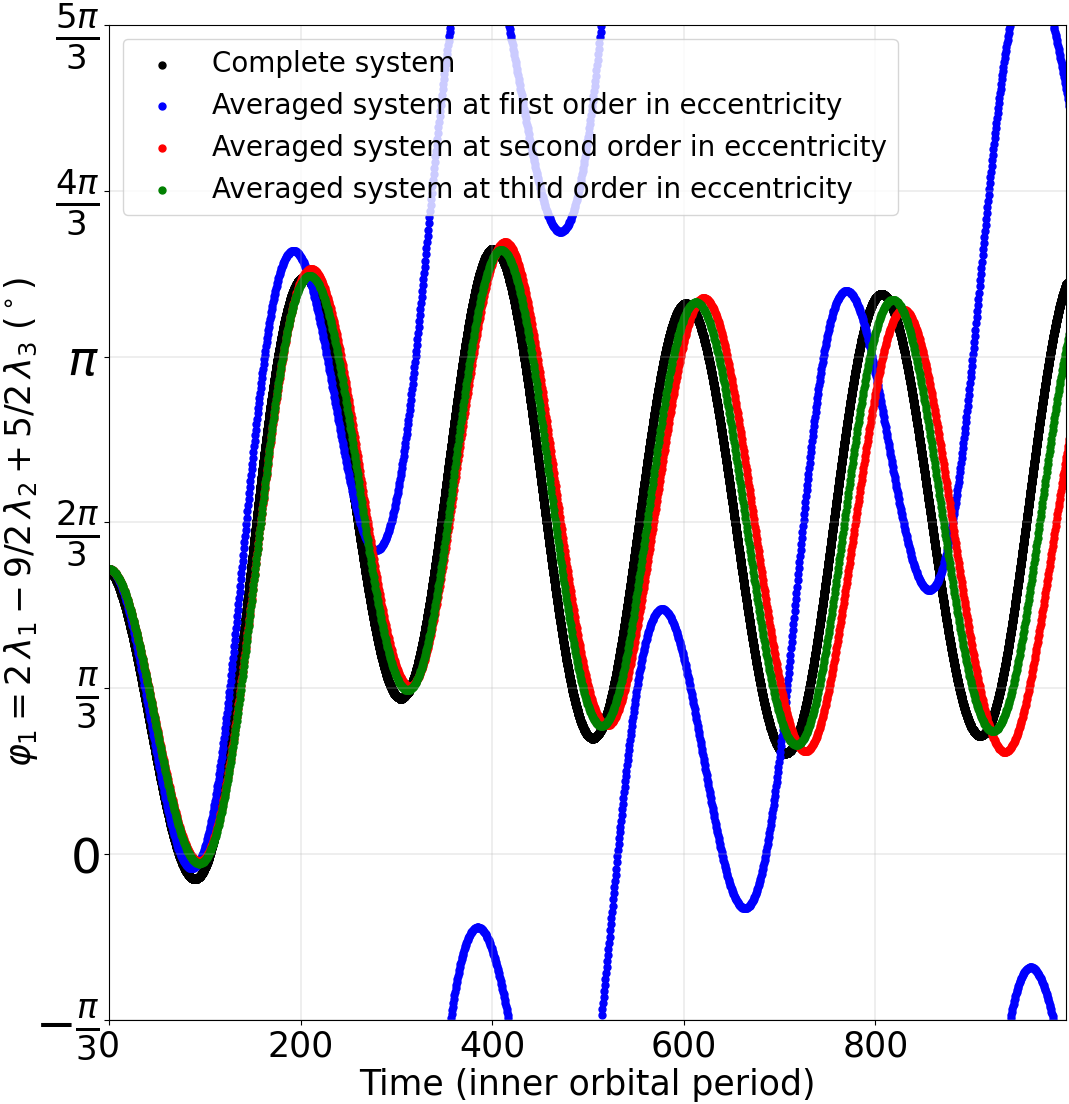 5π/3
4π/3
π
2π/3
π/3
0
−π/3
φ₁ = 2 λ₁ − 9/2 λ₂ + 5/2 λ₃ (°)
Complete system
Averaged system at first order in eccentricity
Averaged system at second order in eccentricity
Averaged system at third order in eccentricity
0 200 400 600 800
Time (inner orbital period)